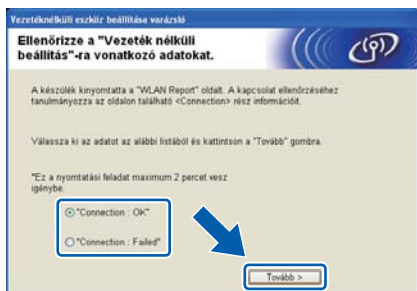 Vezetéknélküli eszköz beállítása varázsló
Ellenőrizze a "Vezeték nélküli
beállítás"-ra vonatkozó adatokat.
A készülék kinyomtatta a "WLAN Report" oldalt. A kapcsolat ellenőrzéséhez
tanulmányozza az oldalon található <Connection> rész információit.
Válassza ki az adatot az alábbi listából és kattintson a "Tovább" gombra.
*Ez a nyomtatási feladat maximum 2 percet vesz
igénybe.
"Connection : OK"
"Connection : Failed"
Tovább >